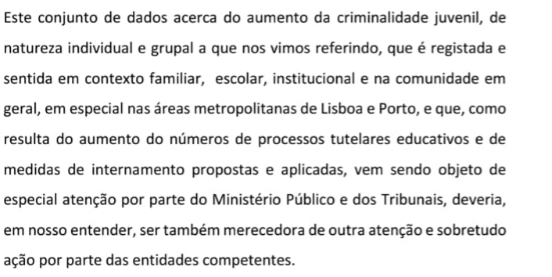 Este conjunto de dados acerca do aumento da criminalidade juvenil, de
natureza individual e grupal a que nos vimos referindo, que é registada e
sentida em contexto familiar, escolar, institucional e na comunidade em
geral, em especial nas áreas metropolitanas de Lisboa e Porto, e que, como
resulta do aumento do números de processos tutelares educativos e de
medidas de internamento propostas e aplicadas, vem sendo objeto de
especial atenção por parte do Ministério Público e dos Tribunais, deveria,
em nosso entender, ser também merecedora de outra atenção e sobretudo
ação por parte das entidades competentes.